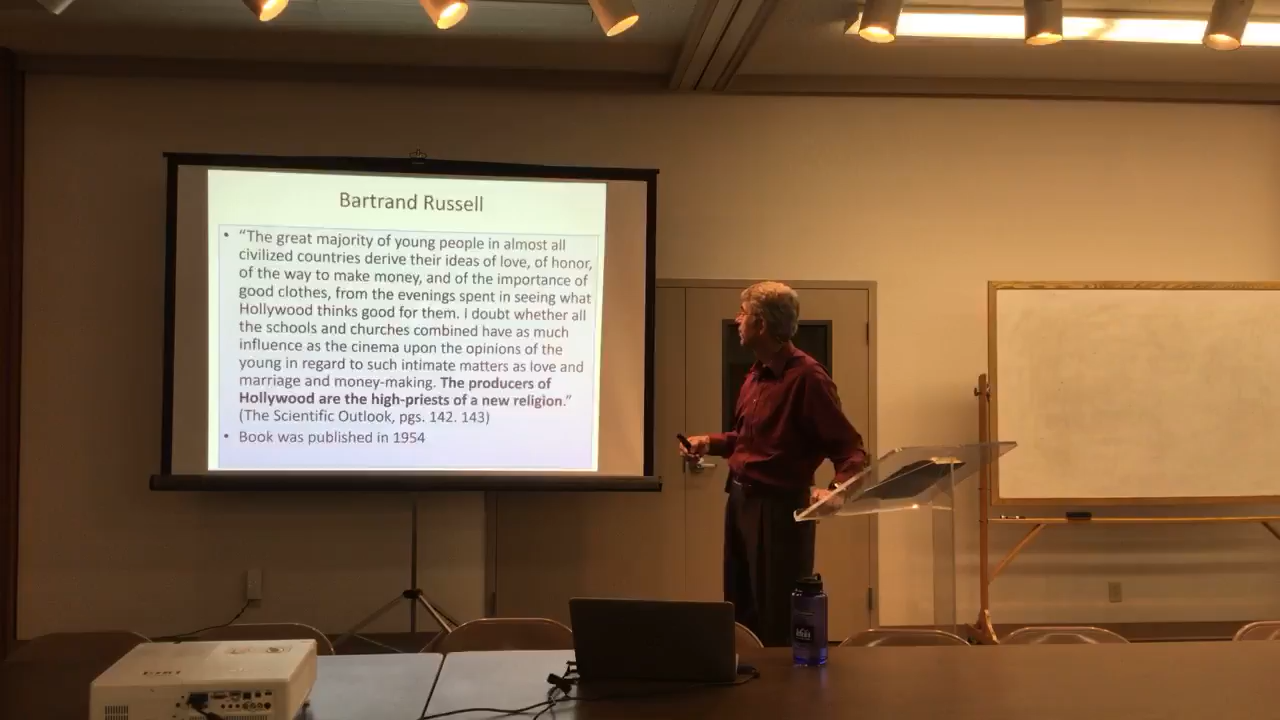 Bartrand Russell
• “The great majority of young people in almost all
civilized countries derive their ideas of love, of honor,
of the way to make money, and of the importance of
good clothes, from the evenings spent in seeing what
Hollywood thinks good for them. I doubt whether all
the schools and churches combined have as much
influence as the cinema upon the opinions of the
young in regard to such intimate matters as love and
marriage and money-making. The producers of
Hollywood are the high-priests of a new religion.”
(The Scientific Outlook, pgs. 142. 143)
• Book was published in 1954